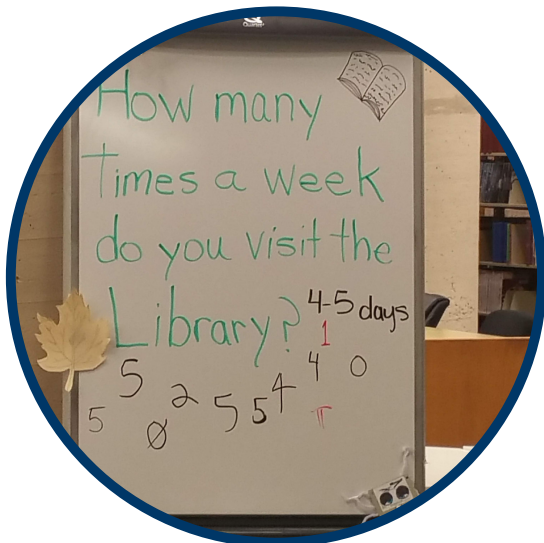 How many
Times a week
do you visit the
Library?
4-5 days
1
5 2 5 5 4 4 0
5 Ø π